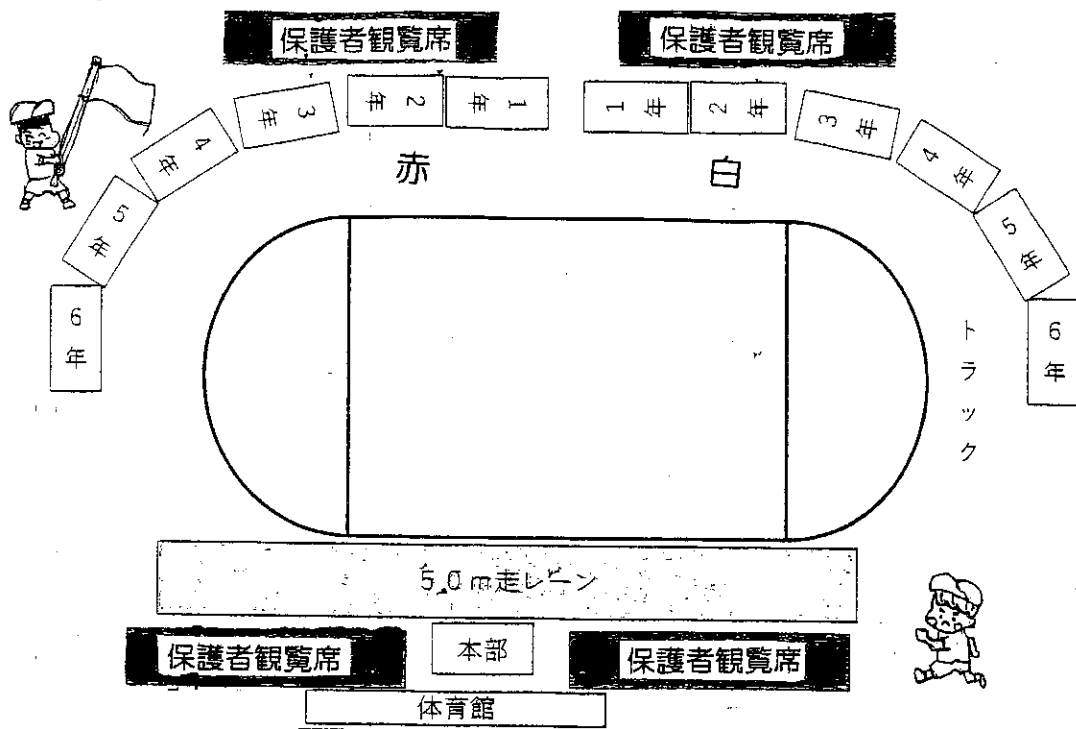 保護者観覧席
保護者観覧席
3年
2年
1年
1年
2年
3年
4年
4年
赤
白
5年
5年
6年
6年
トラック
50m走レーン
保護者観覧席
本部
保護者観覧席
体育館